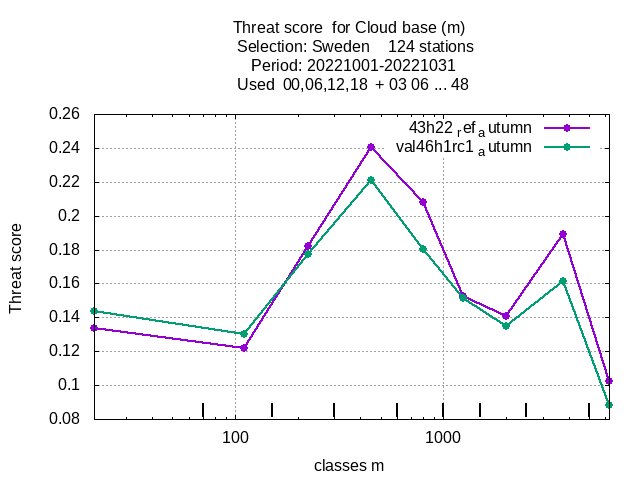 Threat score  for Cloud base (m)
Selection: Sweden    124 stations
Period: 20221001-20221031
Used  00,06,12,18  + 03 06 ... 48
43h22 ref autumn
val46h1rc1 autumn
0.26
0.24
0.22
0.2
0.18
0.16
0.14
0.12
0.1
0.08
Threat score
100
1000
classes m